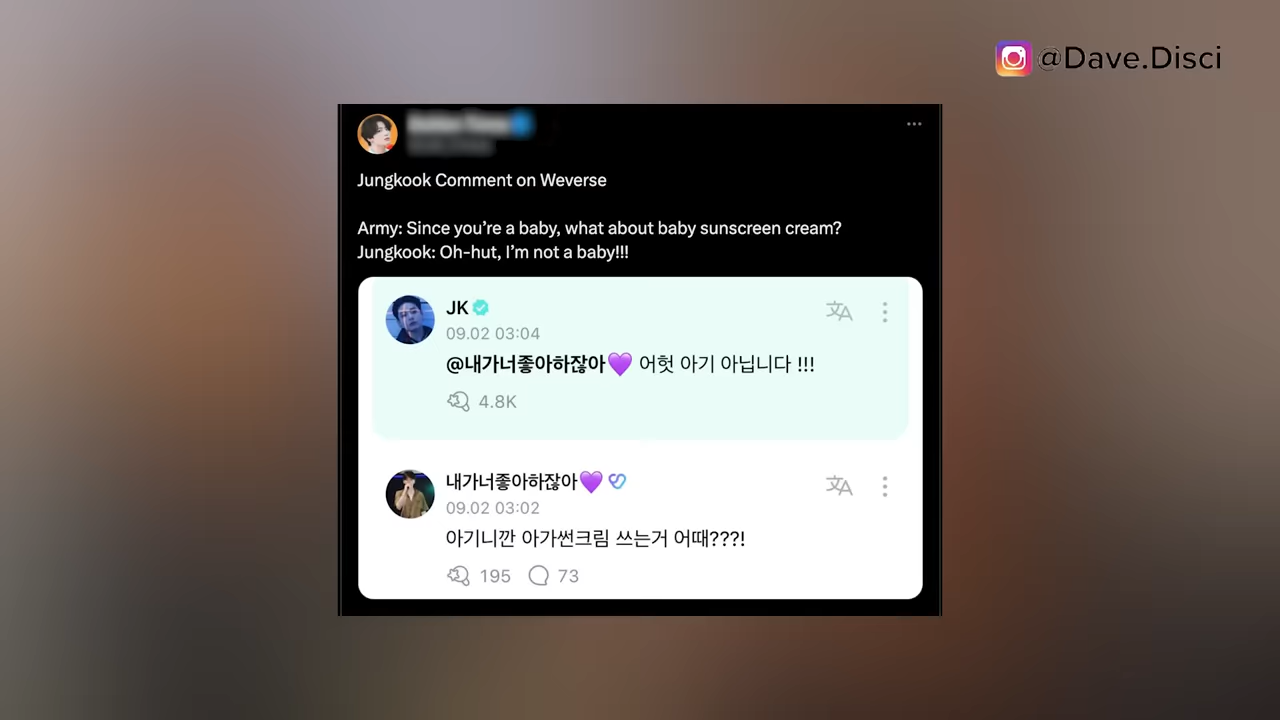 @Dave.Disci
Jungkook Comment on Weverse
Army: Since you’re a baby, what about baby sunscreen cream?
Jungkook: Oh-hut, I’m not a baby!!!
JK
09.02 03:04
@내가너좋아하잖아💜 어헛 아기 아닙니다 !!!
4.8K
내가너좋아하잖아💜
09.02 03:02
아기니깐 아가썬크림 쓰는거 어때???!
195 73